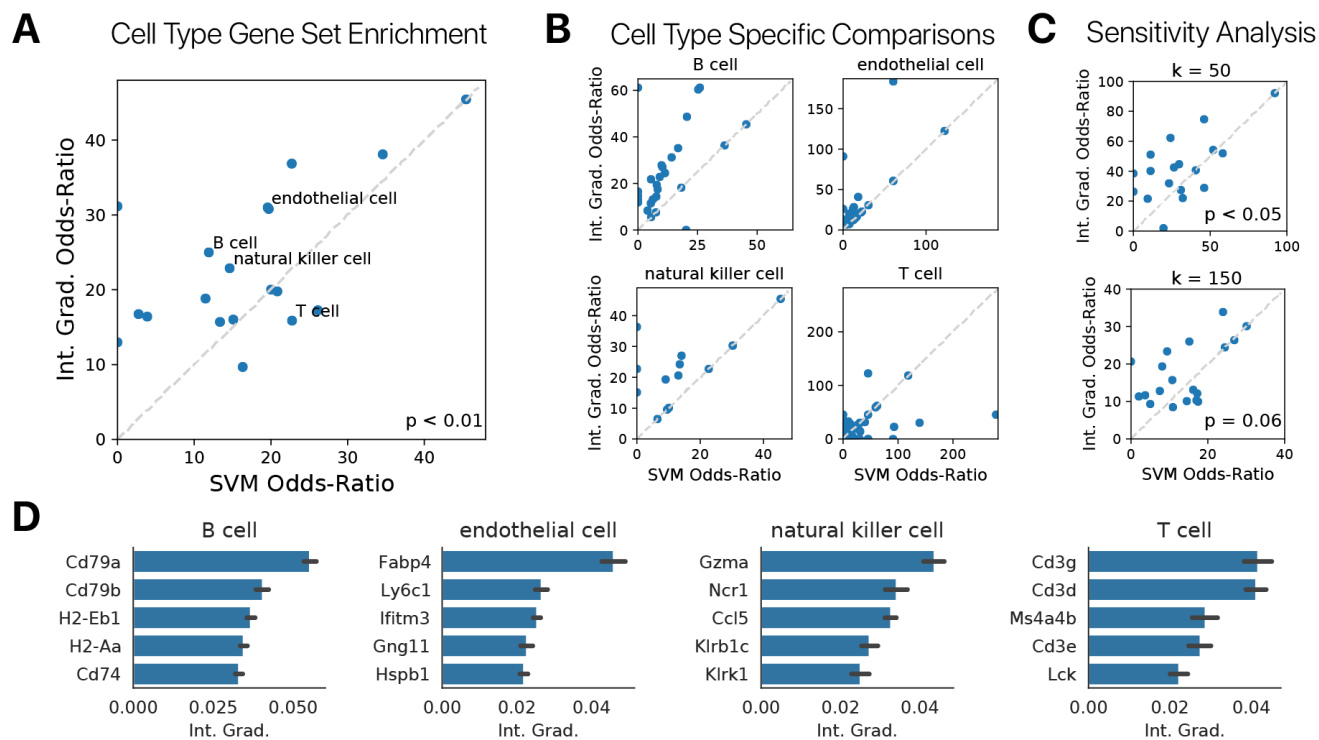 A
Cell Type Gene Set Enrichment
Int. Grad. Odds-Ratio
40
30
20
10
0
endothelial cell
B cell
natural killer cell
T cell
p < 0.01
0 10 20 30 40
SVM Odds-Ratio
B
Cell Type Specific Comparisons
B cell
Int. Grad. Odds-Ratio
60
40
20
0
0 25 50
endothelial cell
150
100
50
0
0 100
natural killer cell
Int. Grad. Odds-Ratio
40
30
20
10
0
0 20 40
SVM Odds-Ratio
T cell
200
100
0
0 100 200
SVM Odds-Ratio
C
Sensitivity Analysis
k = 50
Int. Grad. Odds-Ratio
100
80
60
40
20
0
p < 0.05
0 50 100
k = 150
Int. Grad. Odds-Ratio
40
30
20
10
0
p = 0.06
0 20 40
SVM Odds-Ratio
D
B cell
Cd79a
Cd79b
H2-Eb1
H2-Aa
Cd74
0.000 0.025 0.050
Int. Grad.
endothelial cell
Fabp4
Ly6c1
Ifitm3
Gng11
Hspb1
0.00 0.02 0.04
Int. Grad.
natural killer cell
Gzma
Ncr1
Ccl5
Klrb1c
Klrk1
0.00 0.02 0.04
Int. Grad.
T cell
Cd3g
Cd3d
Ms4a4b
Cd3e
Lck
0.00 0.02 0.04
Int. Grad.